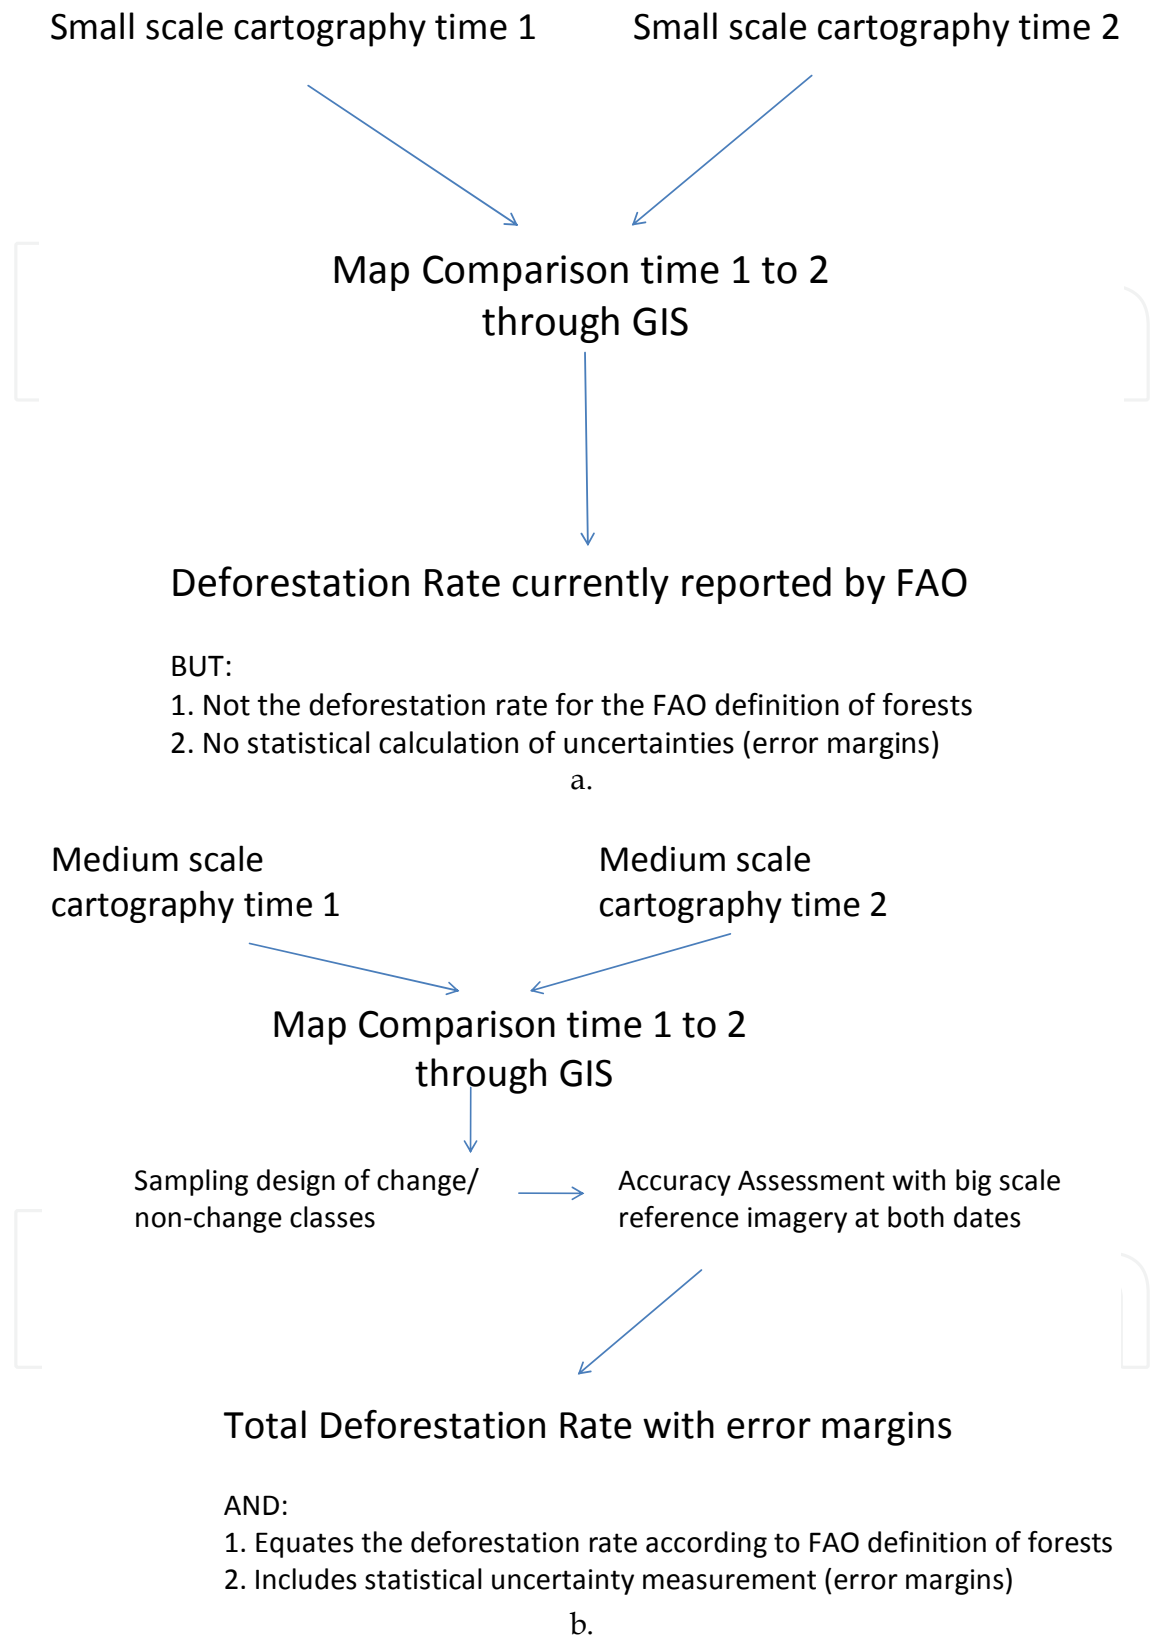 Small scale cartography time 1
Small scale cartography time 2
Map Comparison time 1 to 2
through GIS
Deforestation Rate currently reported by FAO
BUT:
1. Not the deforestation rate for the FAO definition of forests
2. No statistical calculation of uncertainties (error margins)
a.
Medium scale
cartography time 1
Medium scale
cartography time 2
Map Comparison time 1 to 2
through GIS
Sampling design of change/
non-change classes
Accuracy Assessment with big scale
reference imagery at both dates
Total Deforestation Rate with error margins
AND:
1. Equates the deforestation rate according to FAO definition of forests
2. Includes statistical uncertainty measurement (error margins)
b.